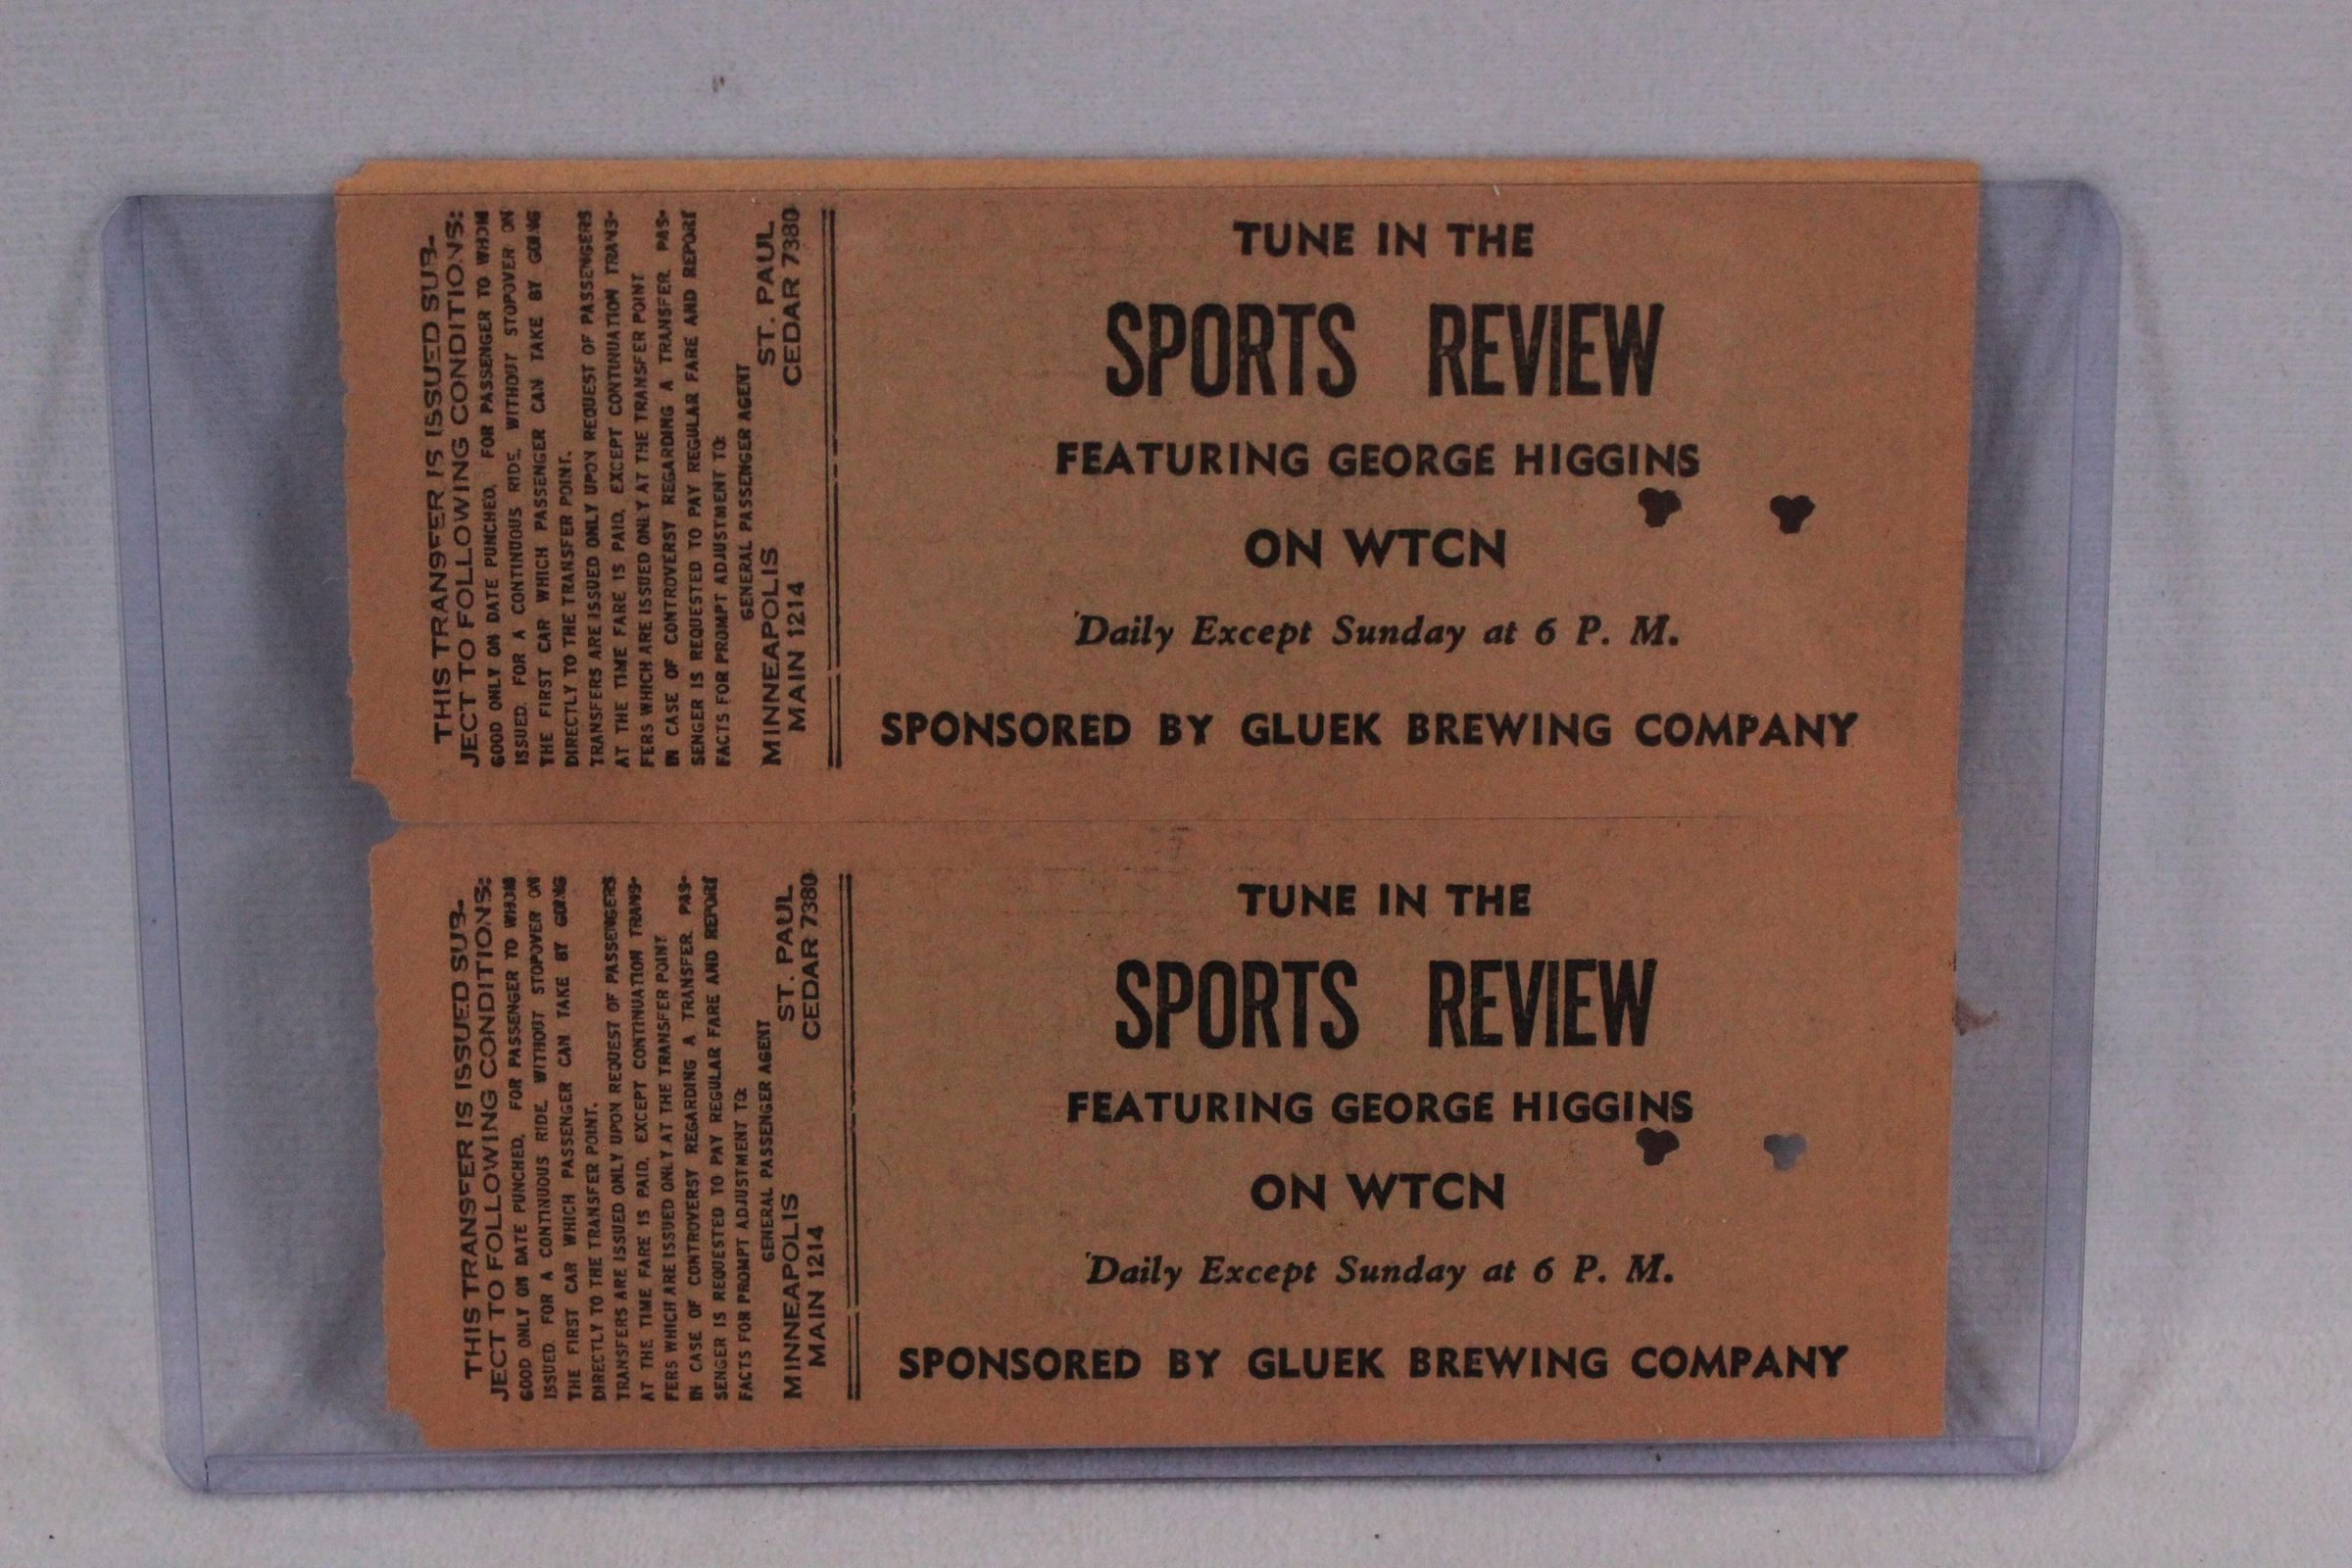 THIS TRANSFER IS ISSUED SUB-
JECT TO FOLLOWING CONDITIONS:
GOOD ONLY ON DATE PUNCHED, FOR PASSENGER TO WHOM
ISSUED. FOR A CONTINUOUS RIDE, WITHOUT STOPOVER ON
THE FIRST CAR WHICH PASSENGER CAN TAKE BY GOING
DIRECTLY TO THE TRANSFER POINT.
TRANSFERS ARE ISSUED ONLY UPON REQUEST OF PASSENGERS
AT THE TIME FARE IS PAID, EXCEPT CONTINUATION TRANS-
FERS WHICH ARE ISSUED ONLY AT THE TRANSFER POINT
IN CASE OF CONTROVERSY REGARDING A TRANSFER. PAS-
SENGER IS REQUESTED TO PAY REGULAR FARE AND REPORT
FACTS FOR PROMPT ADJUSTMENT TO:
GENERAL PASSENGER AGENT
MINNEAPOLIS ST. PAUL
MAIN 1214 CEDAR 7380
TUNE IN THE
SPORTS REVIEW
FEATURING GEORGE HIGGINS
ON WTCN
Daily Except Sunday at 6 P. M.
SPONSORED BY GLUEK BREWING COMPANY
THIS TRANSFER IS ISSUED SUB-
JECT TO FOLLOWING CONDITIONS:
GOOD ONLY ON DATE PUNCHED, FOR PASSENGER TO WHOM
ISSUED. FOR A CONTINUOUS RIDE, WITHOUT STOPOVER ON
THE FIRST CAR WHICH PASSENGER CAN TAKE BY GOING
DIRECTLY TO THE TRANSFER POINT.
TRANSFERS ARE ISSUED ONLY UPON REQUEST OF PASSENGERS
AT THE TIME FARE IS PAID, EXCEPT CONTINUATION TRANS-
FERS WHICH ARE ISSUED ONLY AT THE TRANSFER POINT
IN CASE OF CONTROVERSY REGARDING A TRANSFER. PAS-
SENGER IS REQUESTED TO PAY REGULAR FARE AND REPORT
FACTS FOR PROMPT ADJUSTMENT TO:
GENERAL PASSENGER AGENT
MINNEAPOLIS ST. PAUL
MAIN 1214 CEDAR 7380
TUNE IN THE
SPORTS REVIEW
FEATURING GEORGE HIGGINS
ON WTCN
Daily Except Sunday at 6 P. M.
SPONSORED BY GLUEK BREWING COMPANY